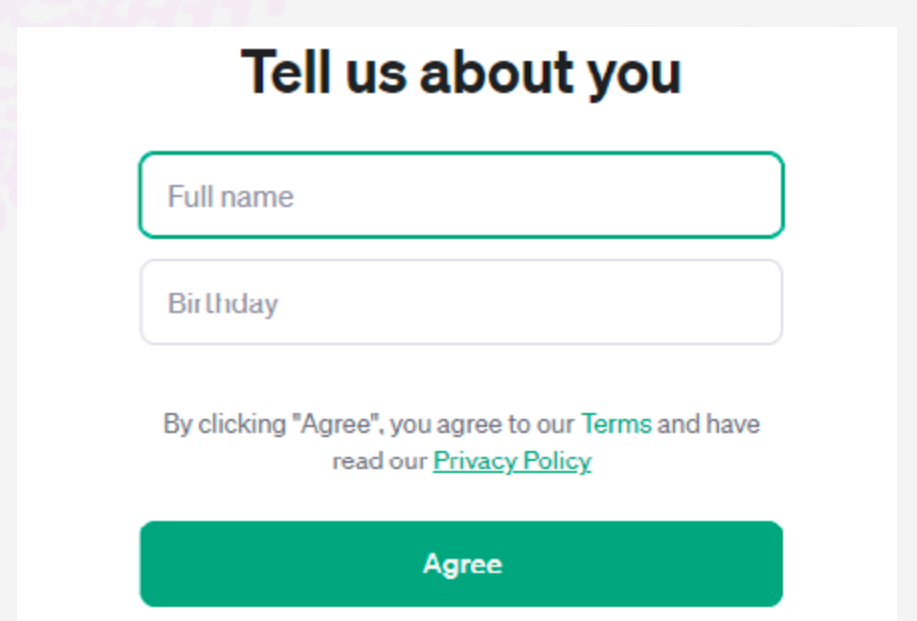 Tell us about you
Full name
Birthday
By clicking "Agree", you agree to our Terms and have
read our Privacy Policy
Agree